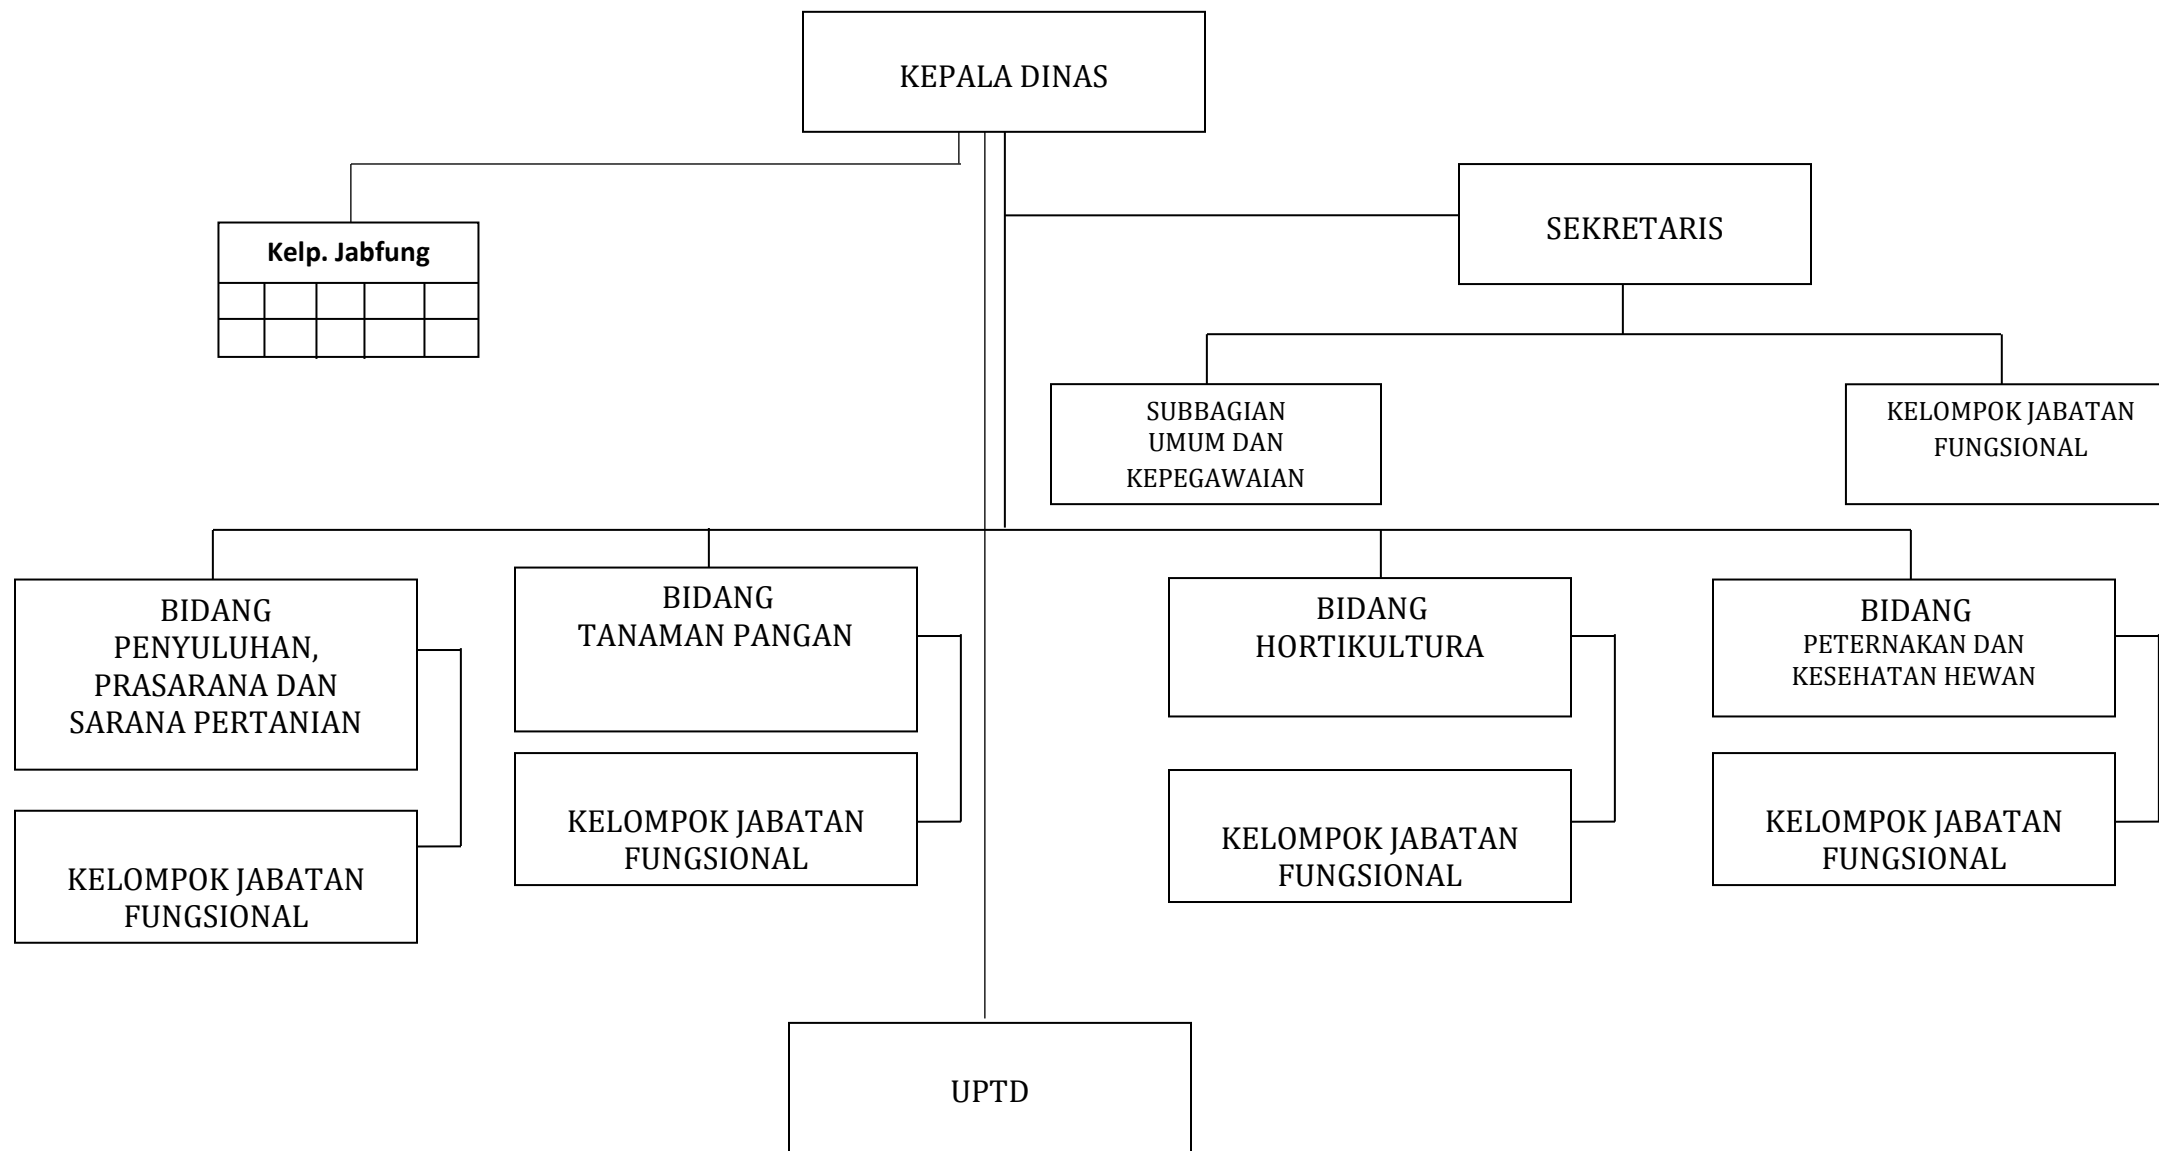 KEPALA DINAS
SEKRETARIS
Kelp. Jabfung
SUBBAGIAN
UMUM DAN
KEPEGAWAIAN
KELOMPOK JABATAN
FUNGSIONAL
BIDANG
PENYULUHAN,
PRASARANA DAN
SARANA PERTANIAN
BIDANG
TANAMAN PANGAN
BIDANG
HORTIKULTURA
BIDANG
PETERNAKAN DAN
KESEHATAN HEWAN
KELOMPOK JABATAN
FUNGSIONAL
KELOMPOK JABATAN
FUNGSIONAL
KELOMPOK JABATAN
FUNGSIONAL
KELOMPOK JABATAN
FUNGSIONAL
UPTD